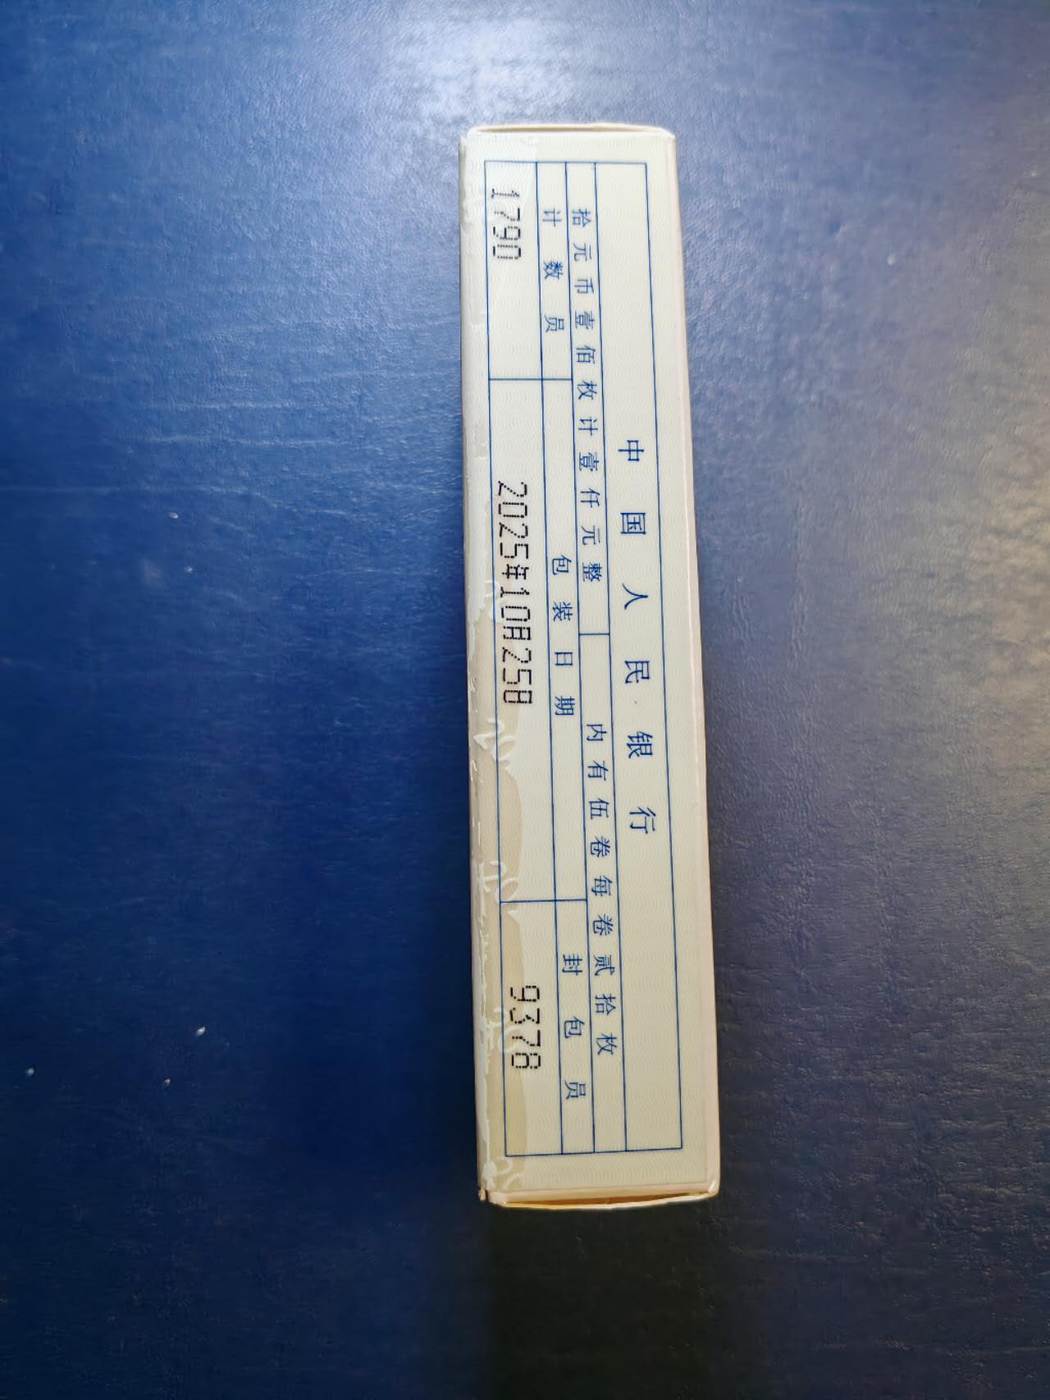 中国人民银行
拾元币壹佰枚计壹仟元整 内有伍卷每卷贰拾枚
计数员 包装日期 封包员
1790 2025年10月25日 9378